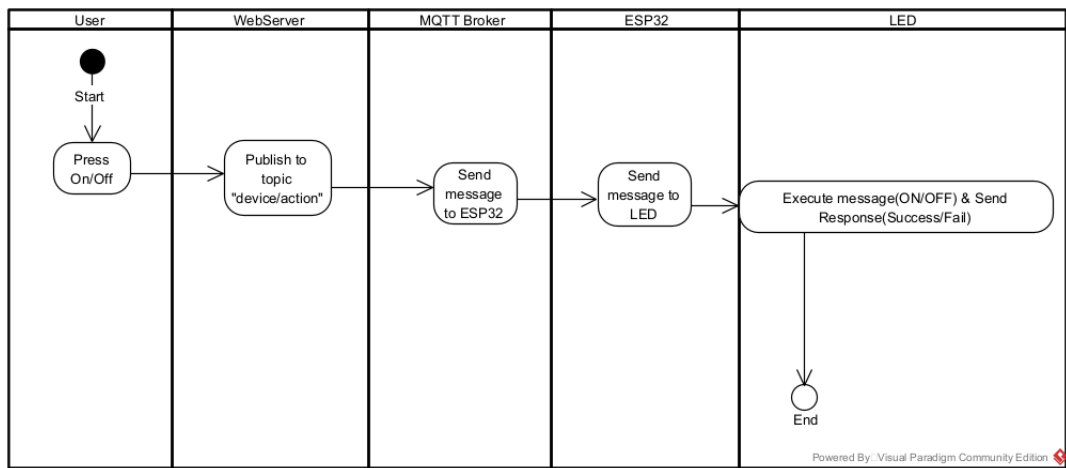 User
WebServer
MQTT Broker
ESP32
LED
Start
Press
On/Off
Publish to
topic
"device/action"
Send
message
to ESP32
Send
message to
LED
Execute message(ON/OFF) & Send
Response(Success/Fail)
End
Powered By Visual Paradigm Community Edition